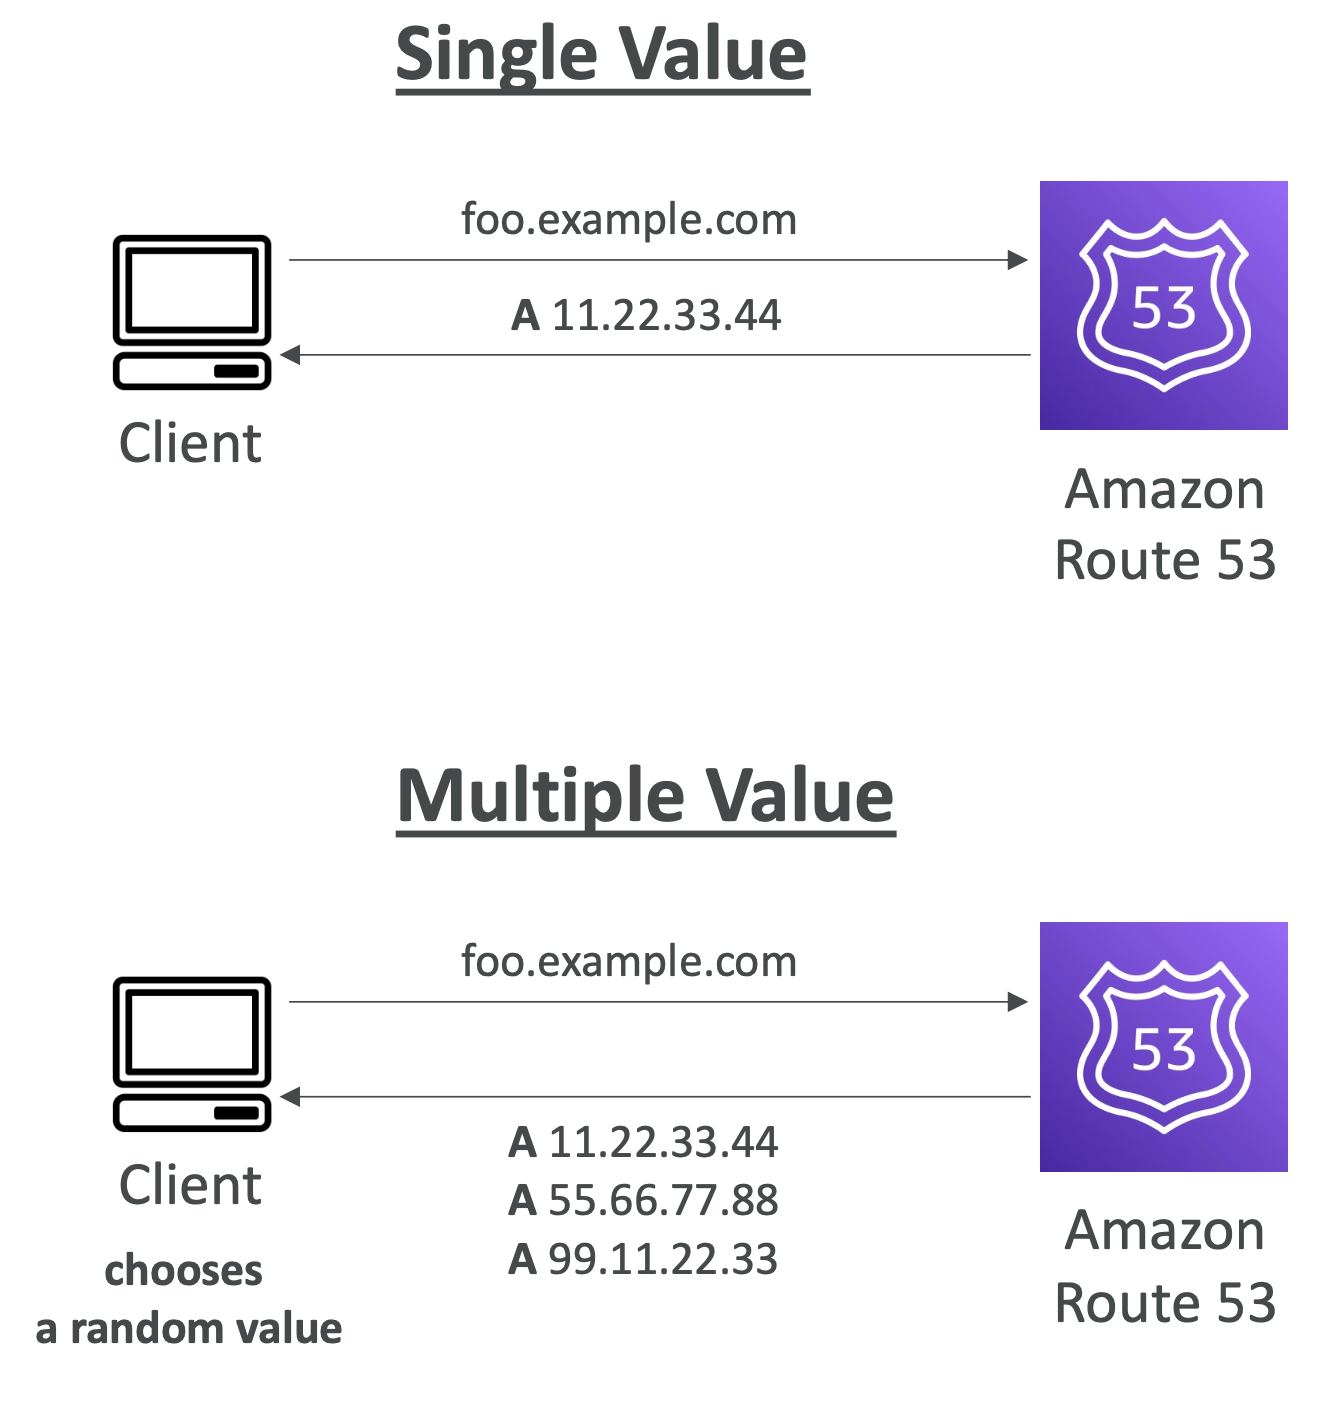 Single Value
foo.example.com
A 11.22.33.44
53
Client
Amazon
Route 53
Multiple Value
foo.example.com
53
A 11.22.33.44
A 55.66.77.88
A 99.11.22.33
Client
chooses
a random value
Amazon
Route 53